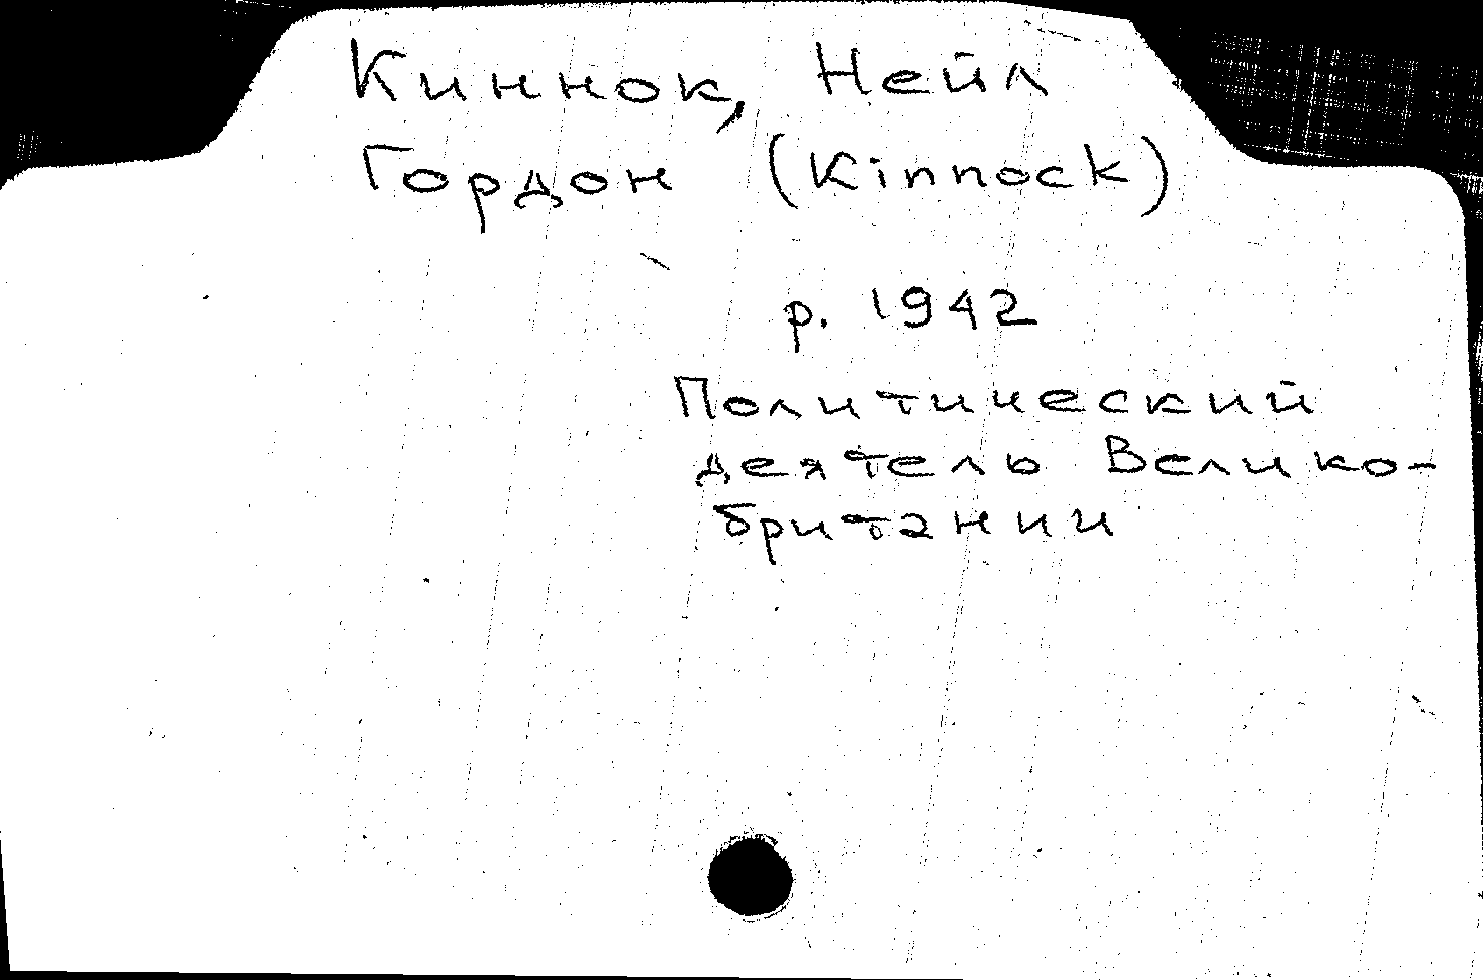 Киннок, Нейл
Гордон (Kinnock)
р. 1942
Политический
деятель Велико-
британии